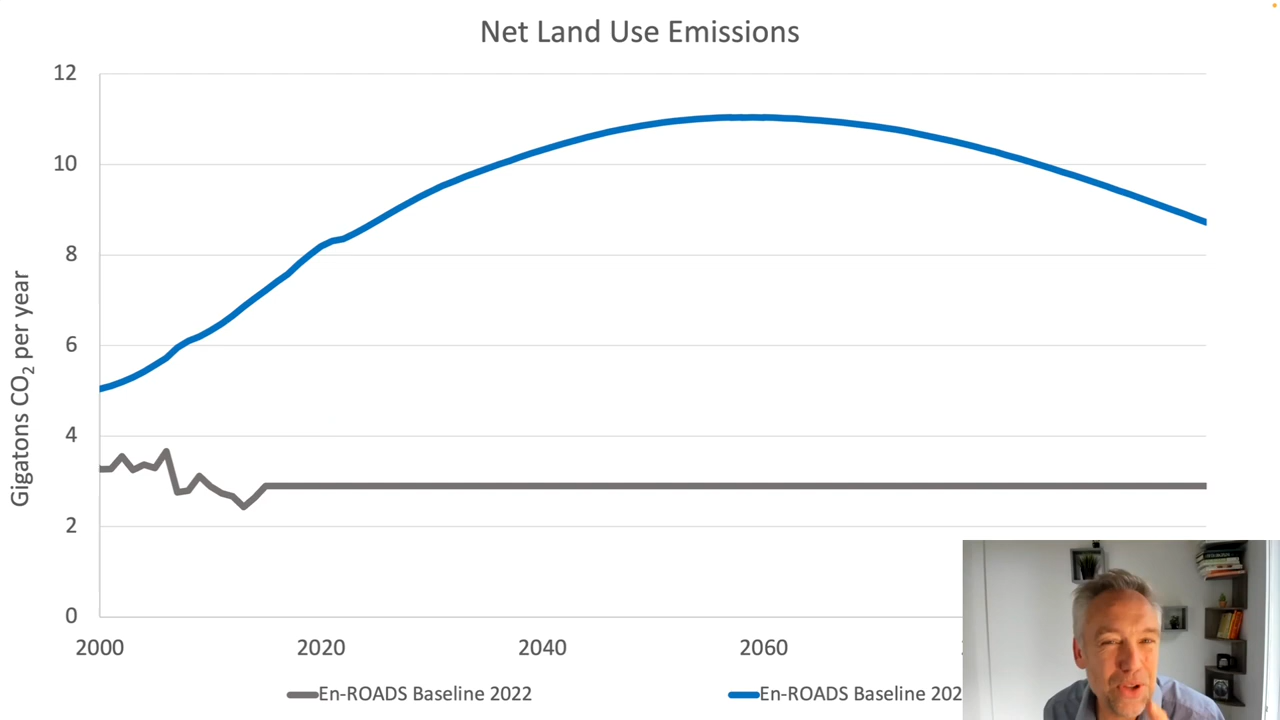 Net Land Use Emissions
Gigatons CO₂ per year
12
10
8
6
4
2
0
2000 2020 2040 2060
En-ROADS Baseline 2022 En-ROADS Baseline